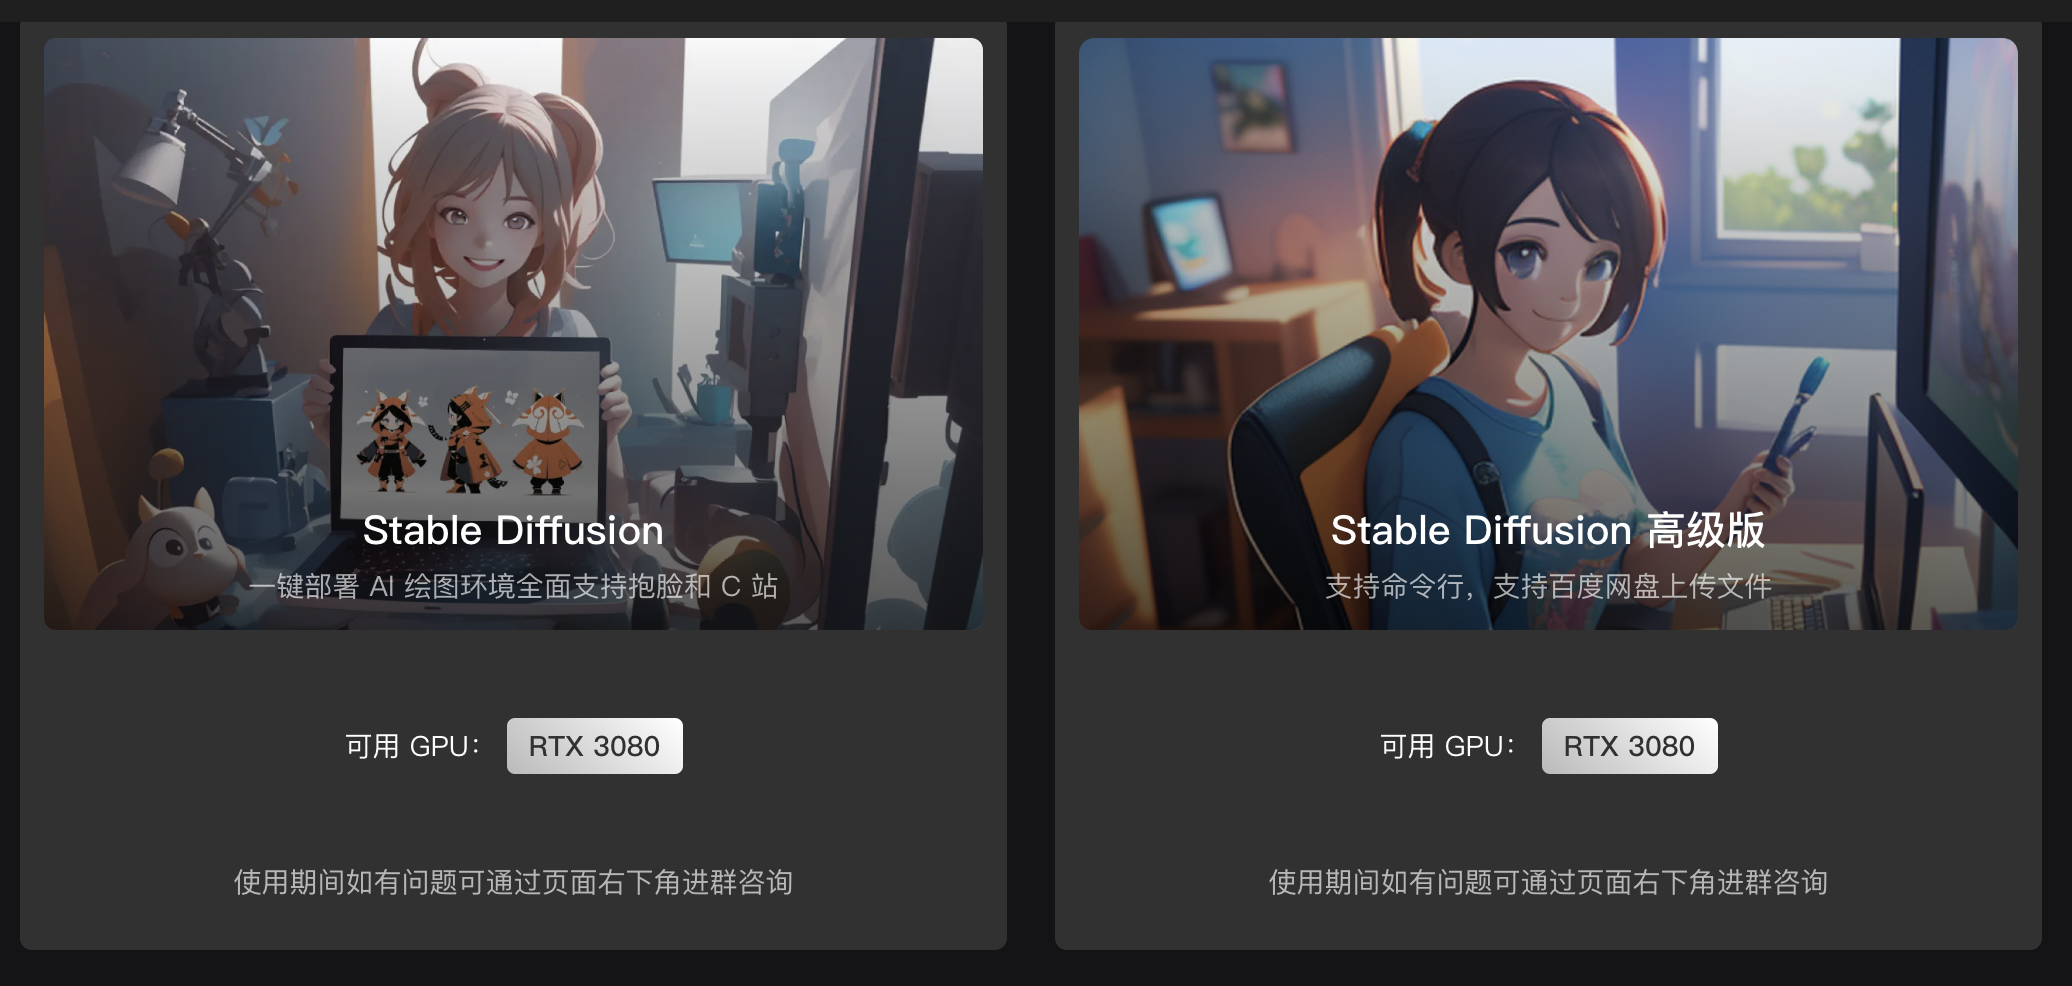 Stable Diffusion
一键部署 AI 绘图环境全面支持抱脸和 C 站
可用 GPU：
RTX 3080
使用期间如有问题可通过页面右下角进群咨询
Stable Diffusion 高级版
支持命令行，支持百度网盘上传文件
可用 GPU：
RTX 3080
使用期间如有问题可通过页面右下角进群咨询